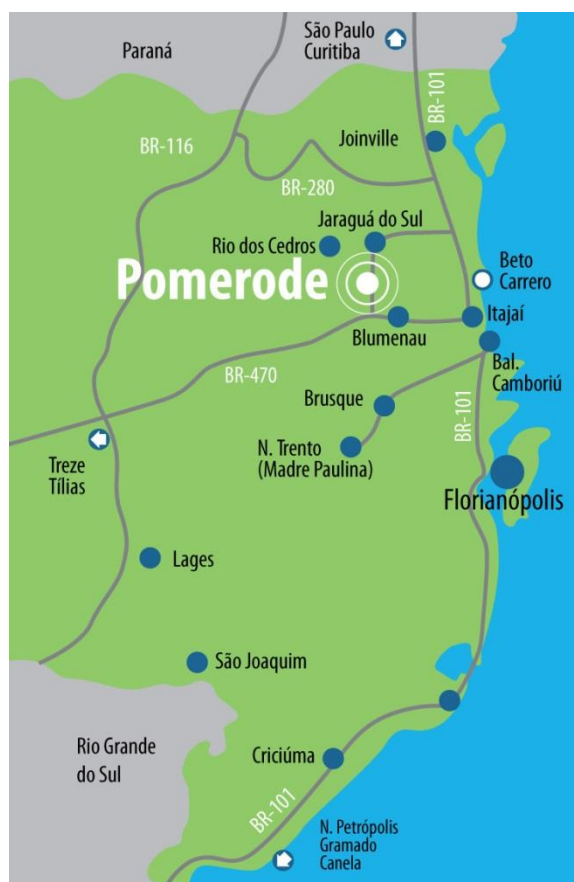 São Paulo
Curitiba
Paraná
BR-101
Joinville
BR-116
BR-280
Jaraguá do Sul
Rio dos Cedros
Beto
Carrero
Pomerode
Itajaí
Blumenau
Bal.
Camboriú
BR-470
Brusque
BR-101
N. Trento
(Madre Paulina)
Treze
Tílias
Florianópolis
Lages
São Joaquim
Rio Grande
do Sul
Criciúma
BR-101
N. Petrópolis
Gramado
Canela